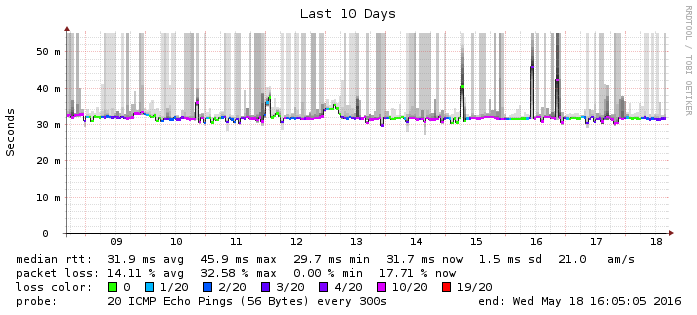 Last 10 Days
RRDTOOL / TOBI OETIKER
Seconds
50 m
40 m
30 m
20 m
10 m
0
09 10 11 12 13 14 15 16 17 18
median rtt: 31.9 ms avg 45.9 ms max 29.7 ms min 31.7 ms now 1.5 ms sd 21.0 am/s
packet loss: 14.11 % avg 32.58 % max 0.00 % min 17.71 % now
loss color: 0 1/20 2/20 3/20 4/20 10/20 19/20
probe: 20 ICMP Echo Pings (56 Bytes) every 300s end: Wed May 18 16:05:05 2016